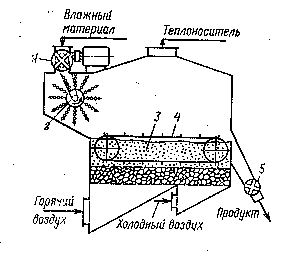 Влажный
материал
Теплоноситель
1
2
3
4
5
Горячий
воздух
Холодный воздух
Продукт